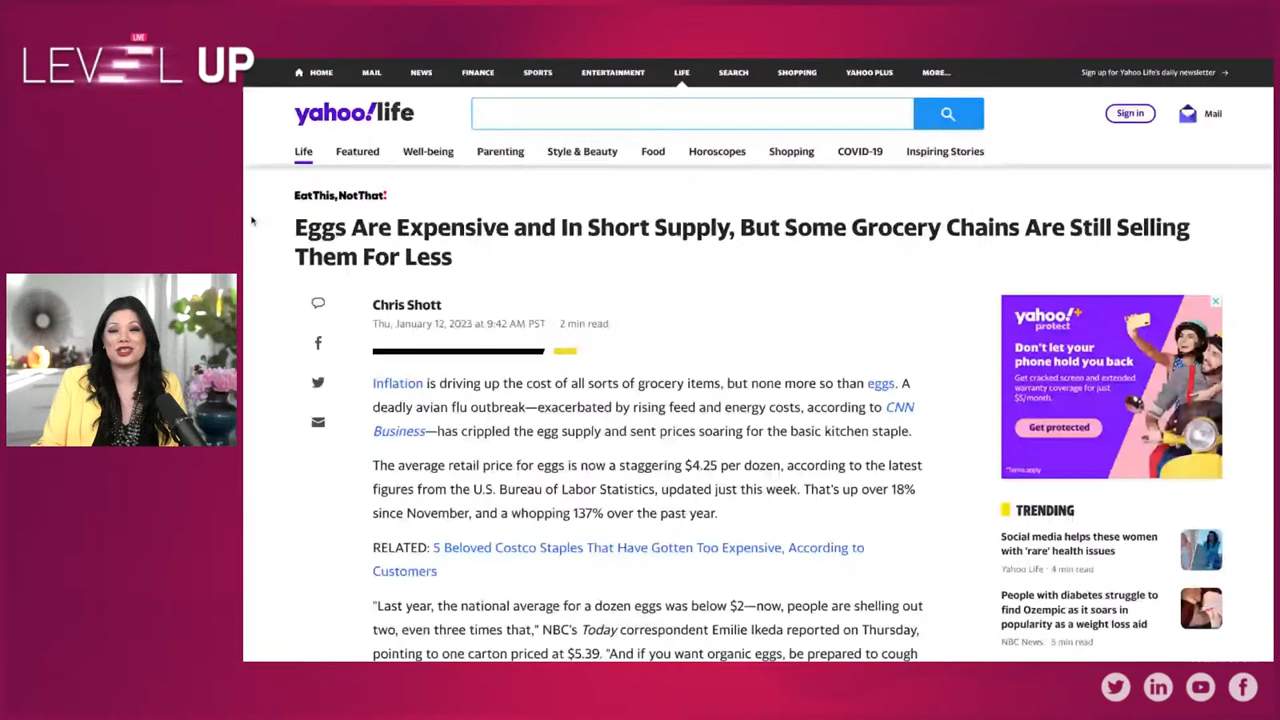 LIVE
LEVEL UP
HOME MAIL NEWS FINANCE SPORTS ENTERTAINMENT LIFE SEARCH SHOPPING YAHOO PLUS MORE... Sign up for Yahoo Life's daily newsletter →
yahoo!life
Sign in
Mail
Life Featured Well-being Parenting Style & Beauty Food Horoscopes Shopping COVID-19 Inspiring Stories
EatThis, NotThat!
Eggs Are Expensive and In Short Supply, But Some Grocery Chains Are Still Selling
Them For Less
Chris Shott
Thu, January 12, 2023 at 9:42 AM PST · 2 min read
Inflation is driving up the cost of all sorts of grocery items, but none more so than eggs. A
deadly avian flu outbreak—exacerbated by rising feed and energy costs, according to CNN
Business—has crippled the egg supply and sent prices soaring for the basic kitchen staple.
The average retail price for eggs is now a staggering $4.25 per dozen, according to the latest
figures from the U.S. Bureau of Labor Statistics, updated just this week. That's up over 18%
since November, and a whopping 137% over the past year.
RELATED: 5 Beloved Costco Staples That Have Gotten Too Expensive, According to
Customers
"Last year, the national average for a dozen eggs was below $2—now, people are shelling out
two, even three times that," NBC's Today correspondent Emilie Ikeda reported on Thursday,
pointing to one carton priced at $5.39. "And if you want organic eggs, be prepared to cough
yahoo!+
protect
Don't let your
phone hold you back
Get cracked screen and extended
warranty coverage for just
$5/month.
Get protected
*Terms apply
TRENDING
Social media helps these women
with 'rare' health issues
Yahoo Life · 4 min read
People with diabetes struggle to
find Ozempic as it soars in
popularity as a weight loss aid
NBC News · 5 min read